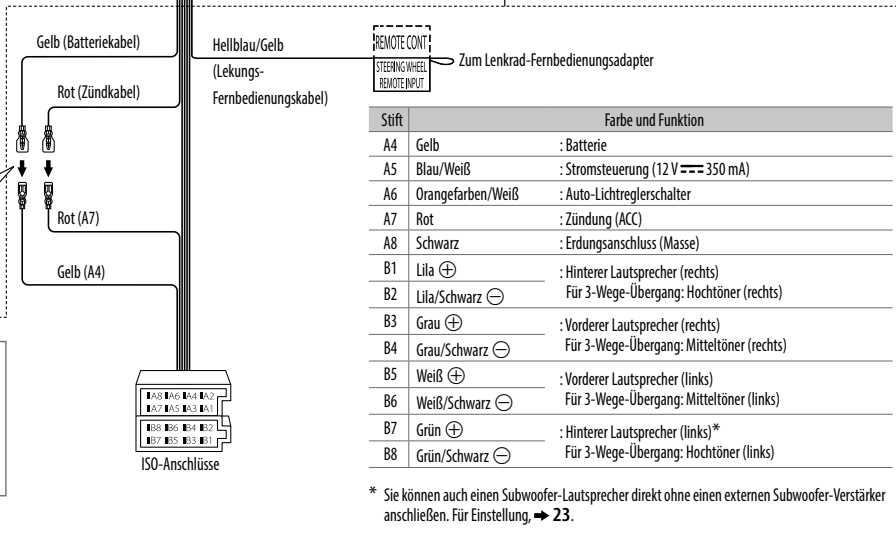 Gelb (Batteriekabel)
Rot (Zündkabel)
Hellblau/Gelb
(Lekungs-
Fernbedienungskabel)
REMOTE CONT
STEERING WHEEL
REMOTE INPUT
Zum Lenkrad-Fernbedienungsadapter
Rot (A7)
Gelb (A4)
A8 A6 A4 A2
A7 A5 A3 A1
B8 B6 B4 B2
B7 B5 B3 B1
ISO-Anschlüsse
Stift Farbe und Funktion
A4 Gelb : Batterie
A5 Blau/Weiß : Stromsteuerung (12 V ⎓ 350 mA)
A6 Orangefarben/Weiß : Auto-Lichtreglerschalter
A7 Rot : Zündung (ACC)
A8 Schwarz : Erdungsanschluss (Masse)
B1 Lila ⊕ : Hinterer Lautsprecher (rechts)
B2 Lila/Schwarz ⊖ Für 3-Wege-Übergang: Hochtöner (rechts)
B3 Grau ⊕ : Vorderer Lautsprecher (rechts)
B4 Grau/Schwarz ⊖ Für 3-Wege-Übergang: Mitteltöner (rechts)
B5 Weiß ⊕ : Vorderer Lautsprecher (links)
B6 Weiß/Schwarz ⊖ Für 3-Wege-Übergang: Mitteltöner (links)
B7 Grün ⊕ : Hinterer Lautsprecher (links)*
B8 Grün/Schwarz ⊖ Für 3-Wege-Übergang: Hochtöner (links)
* Sie können auch einen Subwoofer-Lautsprecher direkt ohne einen externen Subwoofer-Verstärker
anschließen. Für Einstellung, ➡ 23.